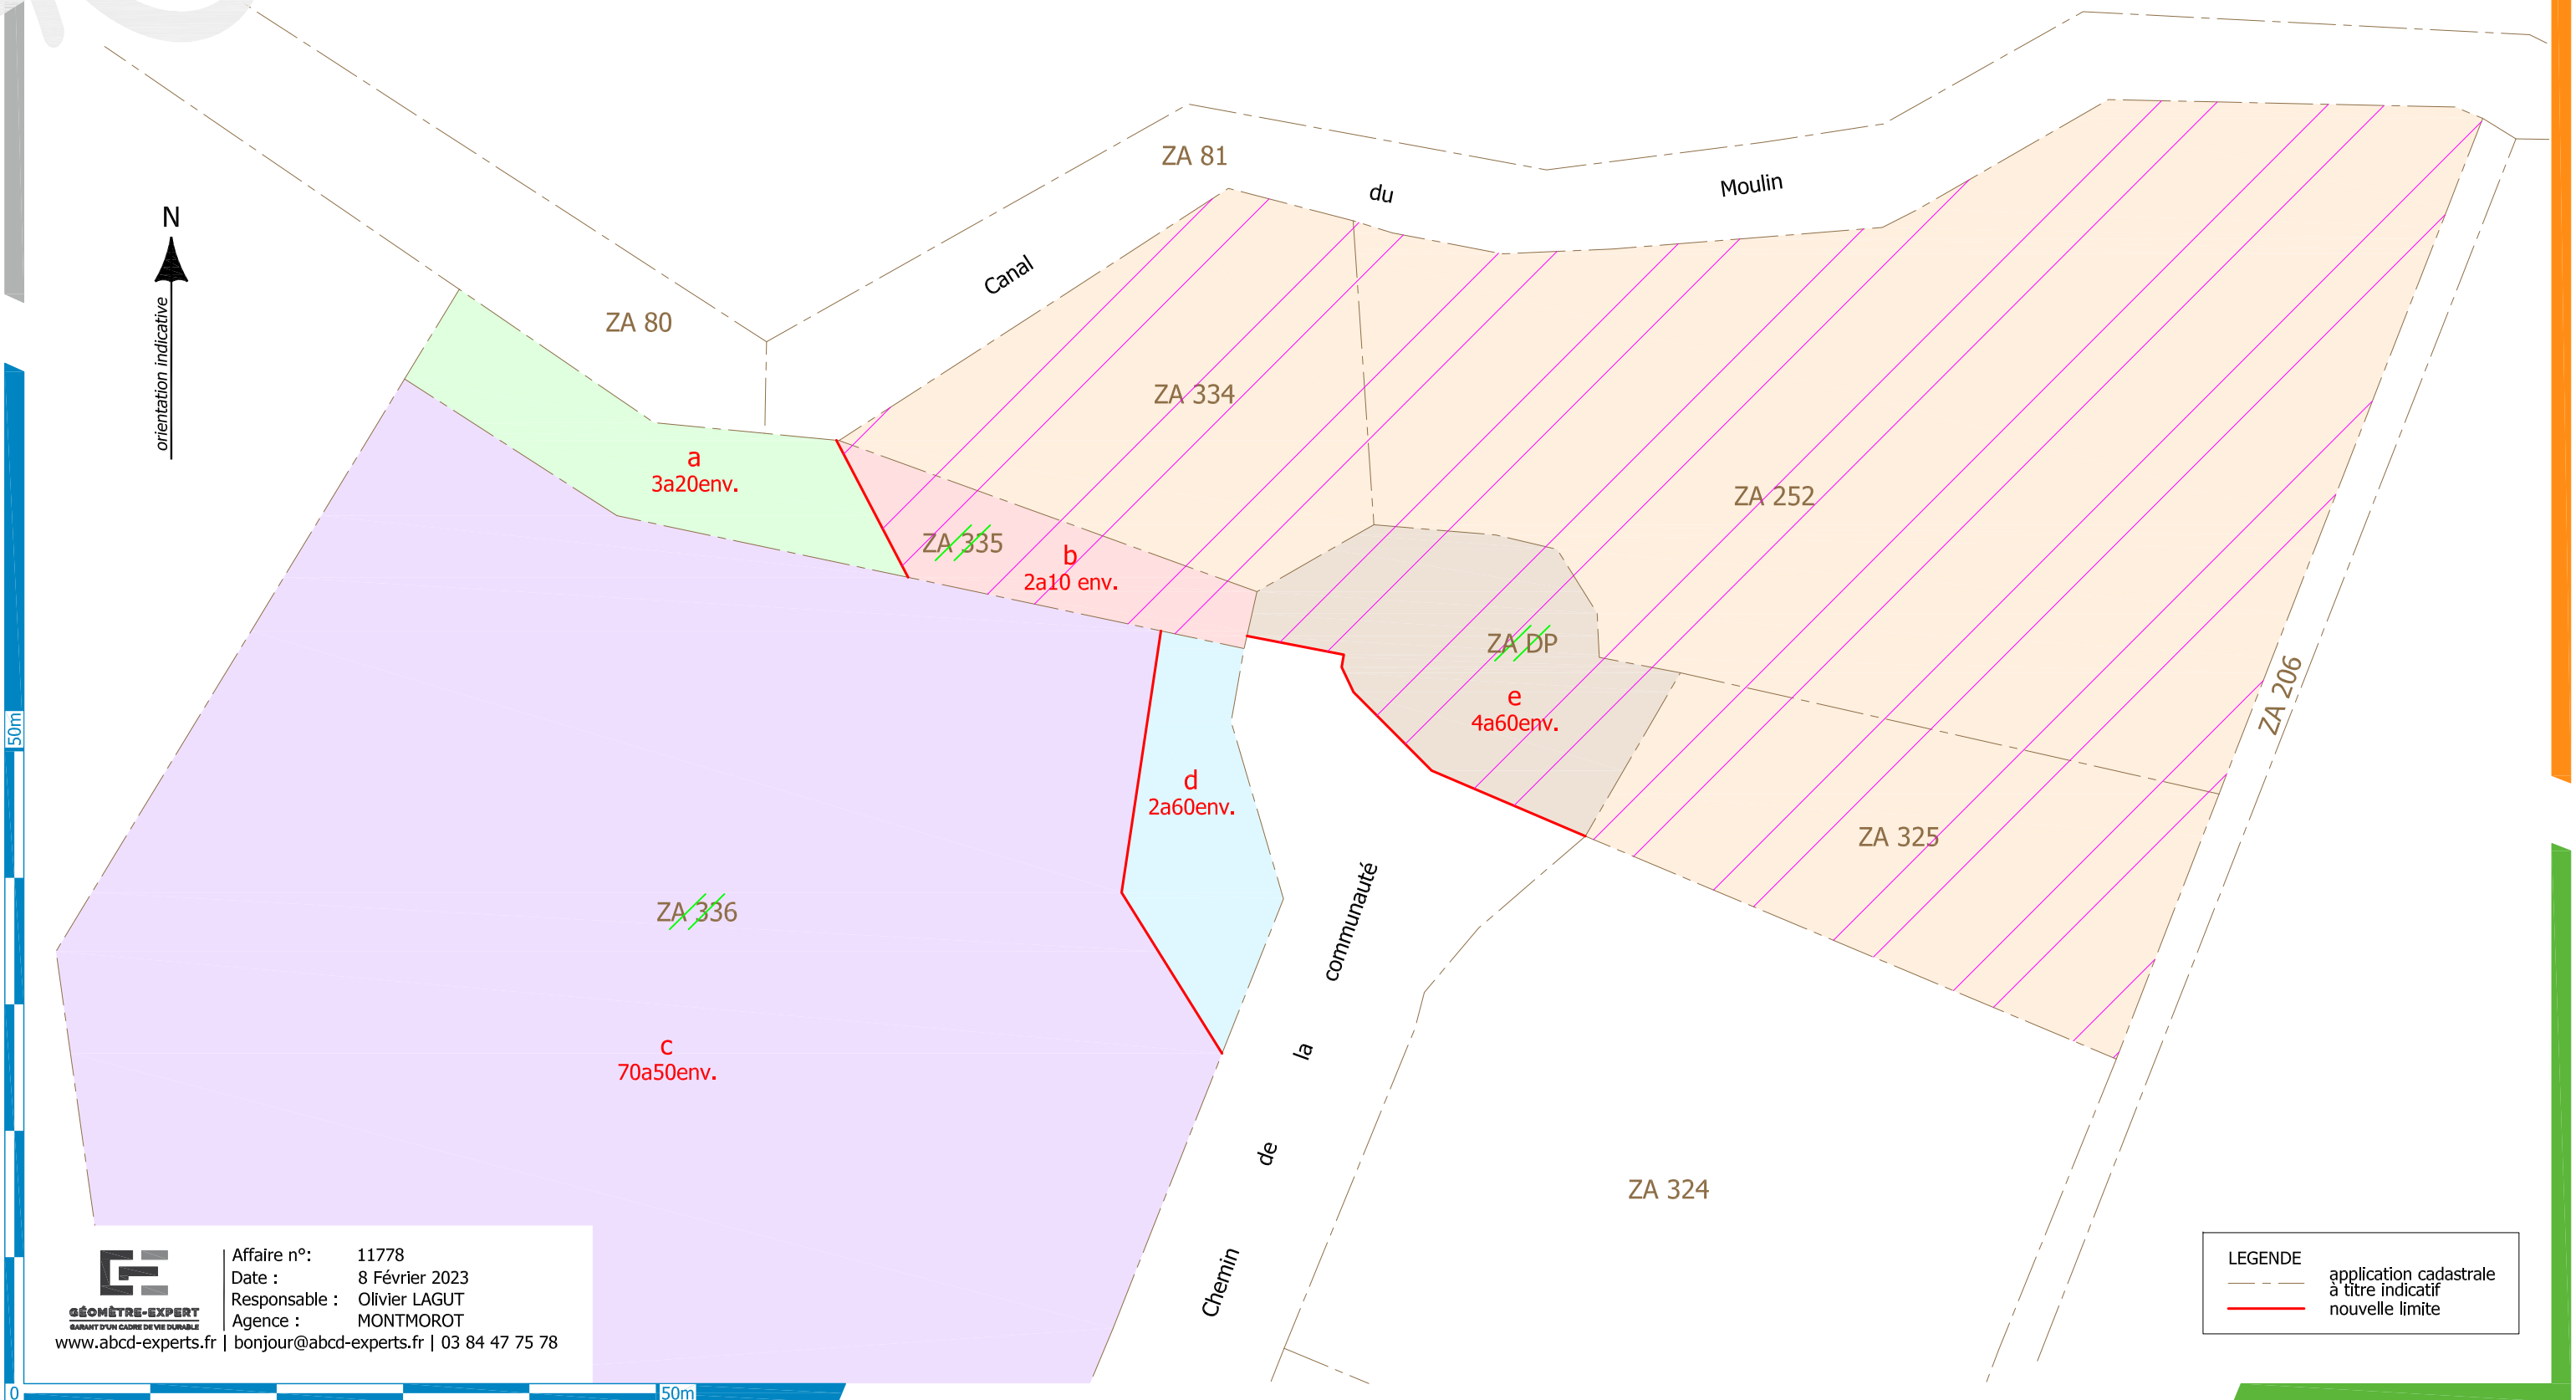 ZA 81
du
Moulin
N
orientation indicative
Canal
ZA 80
ZA 334
a
3a20env.
ZA 252
ZA 335
b
2a10 env.
ZA DP
e
4a60env.
ZA 206
50m
d
2a60env.
ZA 325
ZA 336
c
70a50env.
Chemin de la communauté
ZA 324
GÉOMÈTRE-EXPERT
GARANT D'UN CADRE DE VIE DURABLE
Affaire n°: 11778
Date : 8 Février 2023
Responsable : Olivier LAGUT
Agence : MONTMOROT
www.abcd-experts.fr | bonjour@abcd-experts.fr | 03 84 47 75 78
LEGENDE
application cadastrale
à titre indicatif
nouvelle limite
0
50m